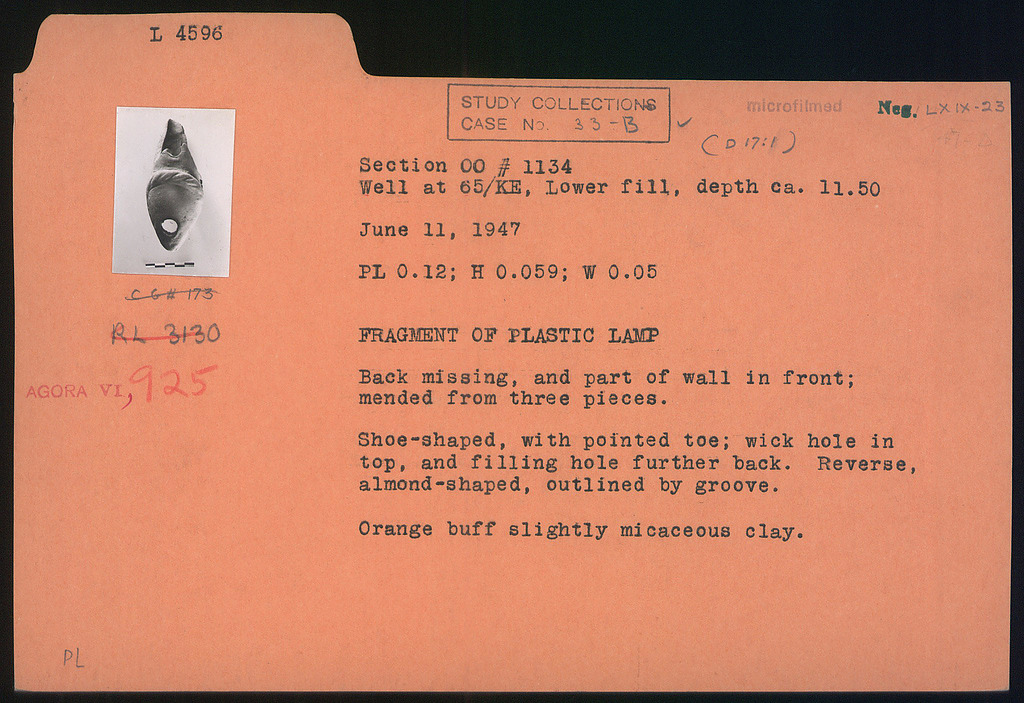 L 4596
STUDY COLLECTIONS
CASE No. 33-B ✓
microfilmed
Neg. LXIX-23
(D 17:1)
Section OO # 1134
Well at 65/KE, Lower fill, depth ca. 11.50
June 11, 1947
PL 0.12; H 0.059; W 0.05
C G# 173
RL 3130
AGORA VI, 925
FRAGMENT OF PLASTIC LAMP
Back missing, and part of wall in front;
mended from three pieces.
Shoe-shaped, with pointed toe; wick hole in
top, and filling hole further back. Reverse,
almond-shaped, outlined by groove.
Orange buff slightly micaceous clay.
PL